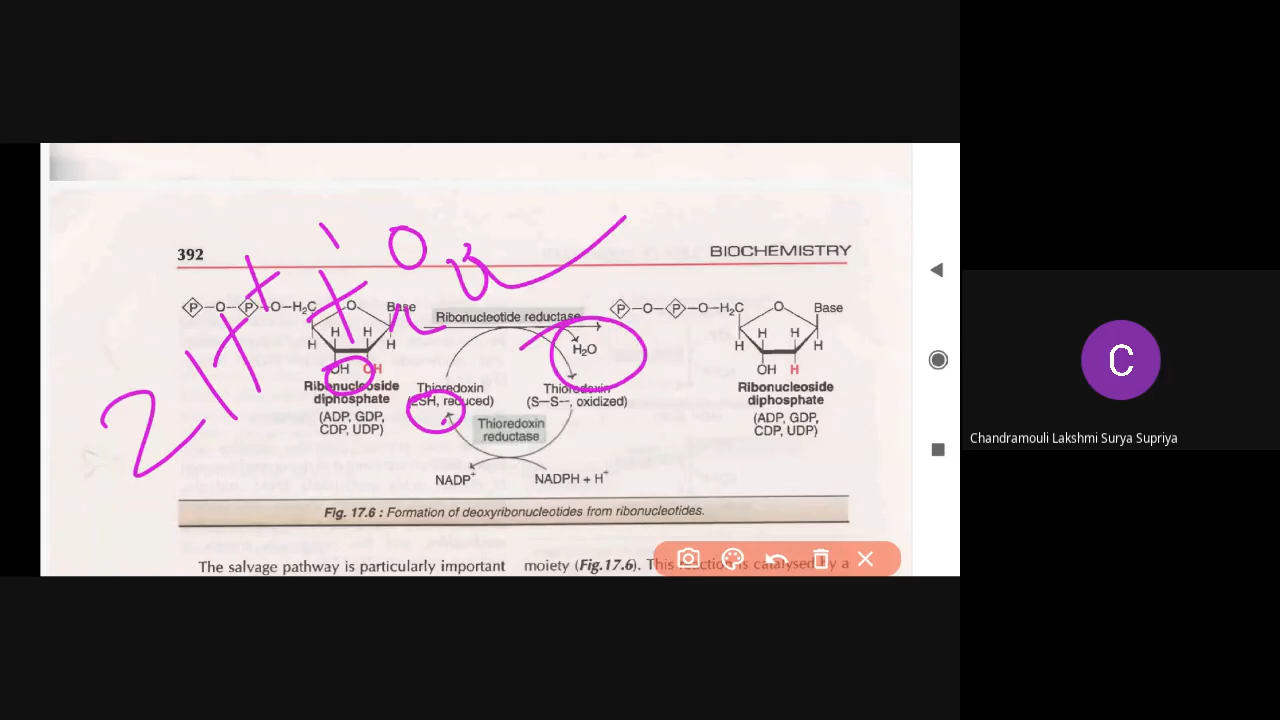 392 BIOCHEMISTRY
P—O—P—O—H₂C O Base Ribonucleotide reductase P—O—P—O—H₂C O Base
H H H H H₂O H H H H
OH OH OH H
Ribonucleoside diphosphate
(ADP, GDP, CDP, UDP)
Thioredoxin
(2SH, reduced)
Thioredoxin
(S—S—, oxidized)
Ribonucleoside diphosphate
(ADP, GDP, CDP, UDP)
Thioredoxin reductase
NADP⁺ NADPH + H⁺
Fig. 17.6 : Formation of deoxyribonucleotides from ribonucleotides.
The salvage pathway is particularly important
moiety (Fig.17.6). This reaction is catalysed by a
C
Chandramouli Lakshmi Surya Supriya